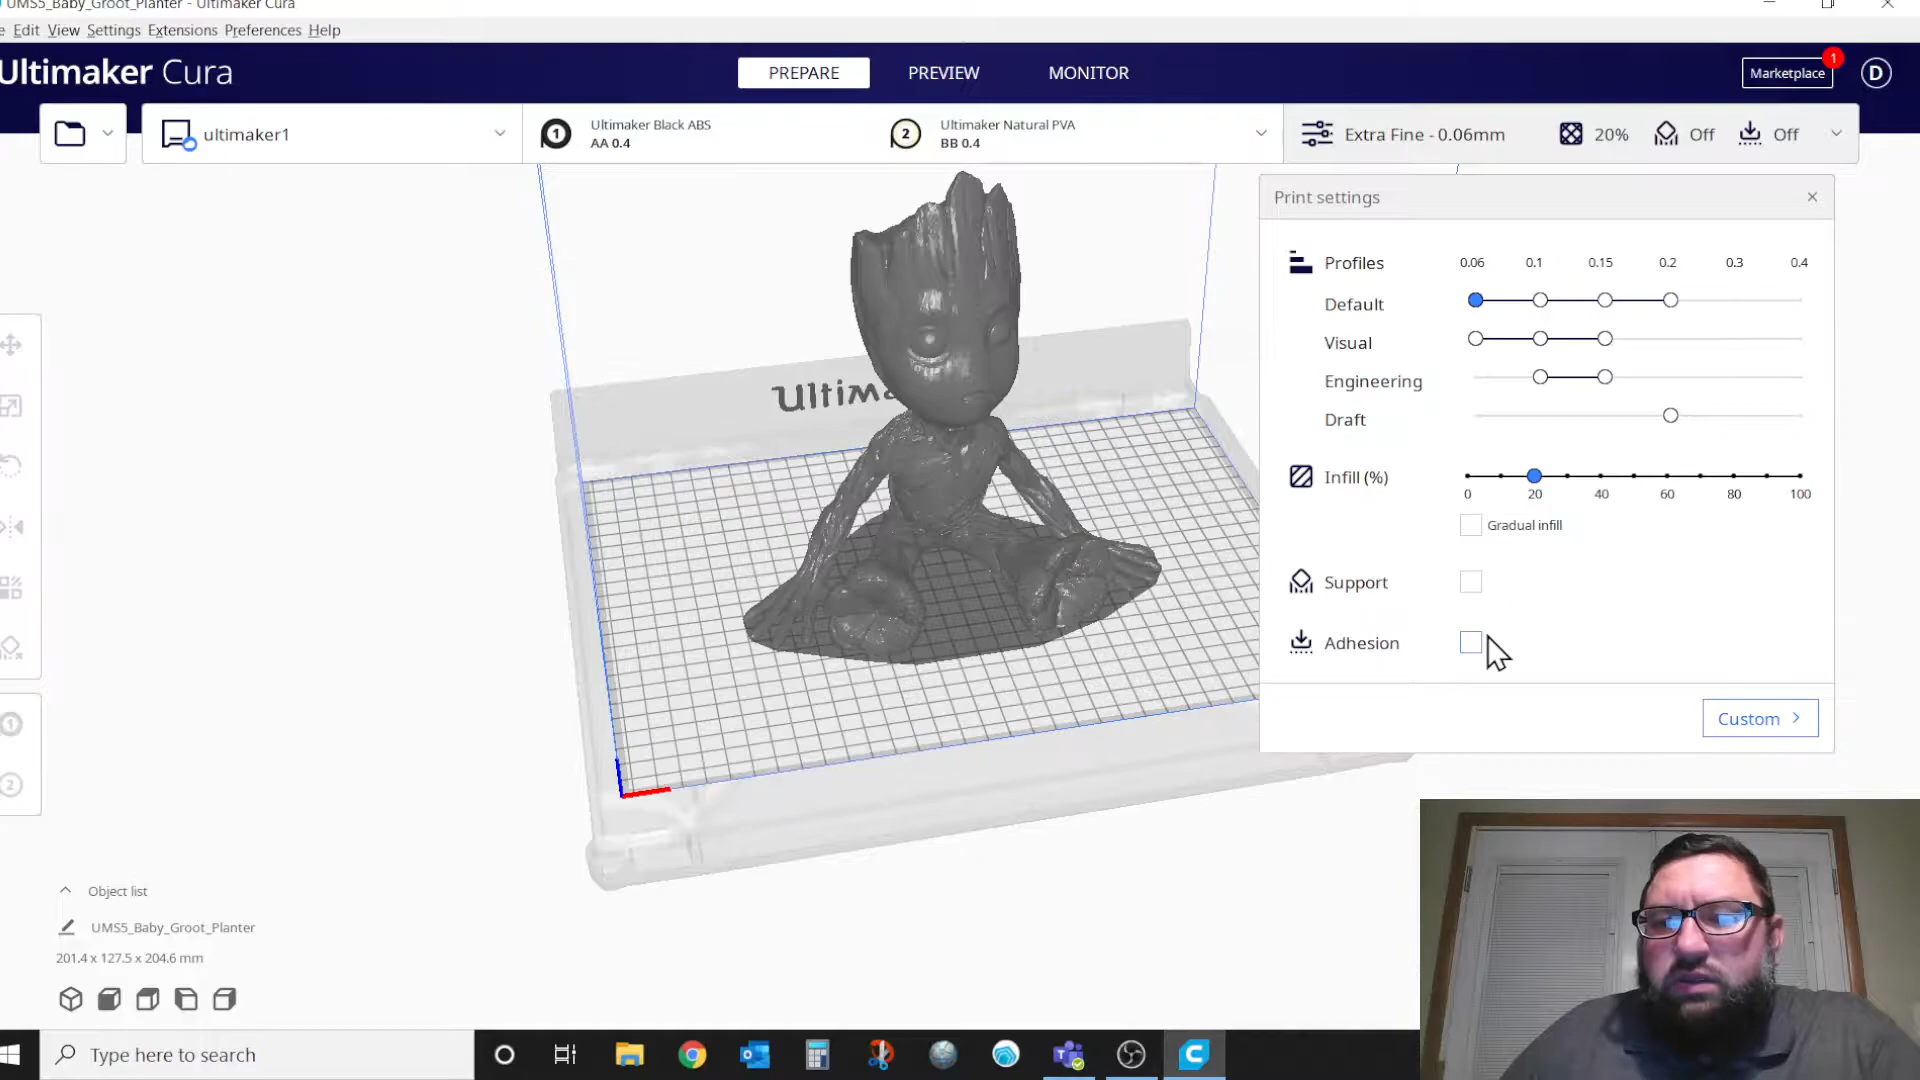 UMS5_Baby_Groot_Planter - Ultimaker Cura
Edit View Settings Extensions Preferences Help
Ultimaker Cura
PREPARE
PREVIEW
MONITOR
Marketplace
1
D
ultimaker1
1
Ultimaker Black ABS
AA 0.4
2
Ultimaker Natural PVA
BB 0.4
Extra Fine - 0.06mm
20%
Off
Off
Print settings
Profiles
0.06 0.1 0.15 0.2 0.3 0.4
Default
Visual
Engineering
Draft
Infill (%)
0 20 40 60 80 100
Gradual infill
Support
Adhesion
Custom
1
2
Object list
UMS5_Baby_Groot_Planter
201.4 x 127.5 x 204.6 mm
Type here to search